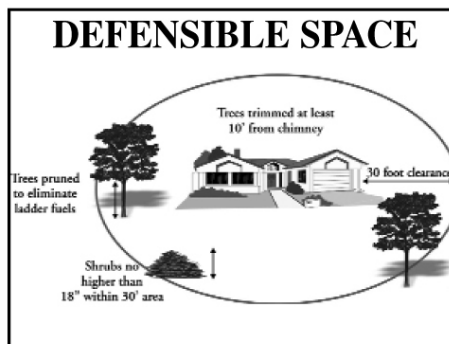 DEFENSIBLE SPACE
Trees trimmed at least
10' from chimney
Trees pruned
to eliminate
ladder fuels
30 foot clearance
Shrubs no
higher than
18" within 30' area